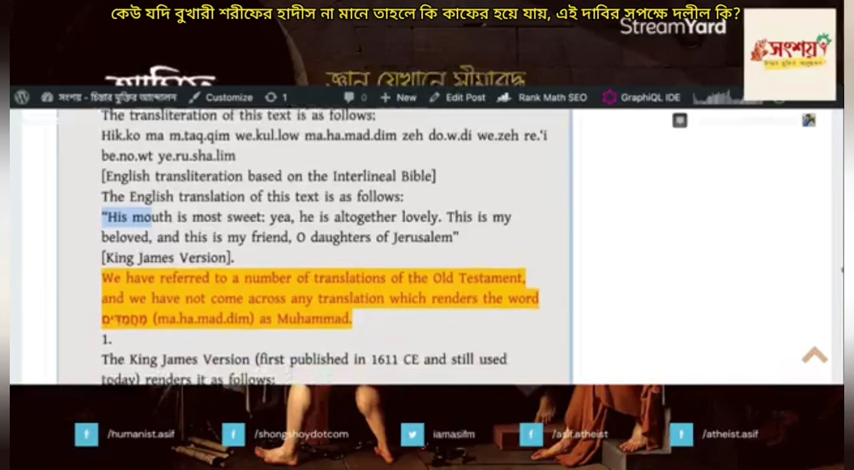 কেউ যদি বুখারী শরীফের হাদীস না মানে তাহলে কি কাফের হয়ে যায়, এই দাবির সপক্ষে দলীল কি?
StreamYard
সংশয়
জ্ঞান যেখানে সীমাবদ্ধ
সংশয় - চিন্তার মুক্তির আন্দোলন Customize 1 0 New Edit Post Rank Math SEO GraphiQL IDE
The transliteration of this text is as follows:
Hik.ko ma m.taq.qim we.kul.low ma.ha.mad.dim zeh do.w.di we.zeh re.'i
be.no.wt ye.ru.sha.lim
[English transliteration based on the Interlineal Bible]
The English translation of this text is as follows:
“His mouth is most sweet: yea, he is altogether lovely. This is my
beloved, and this is my friend, O daughters of Jerusalem”
[King James Version].
We have referred to a number of translations of the Old Testament,
and we have not come across any translation which renders the word
מַחֲמַדִּים (ma.ha.mad.dim) as Muhammad.
1.
The King James Version (first published in 1611 CE and still used
today) renders it as follows:
/humanist.asif /shongshoydotcom iamasifm /asif.atheist /atheist.asif